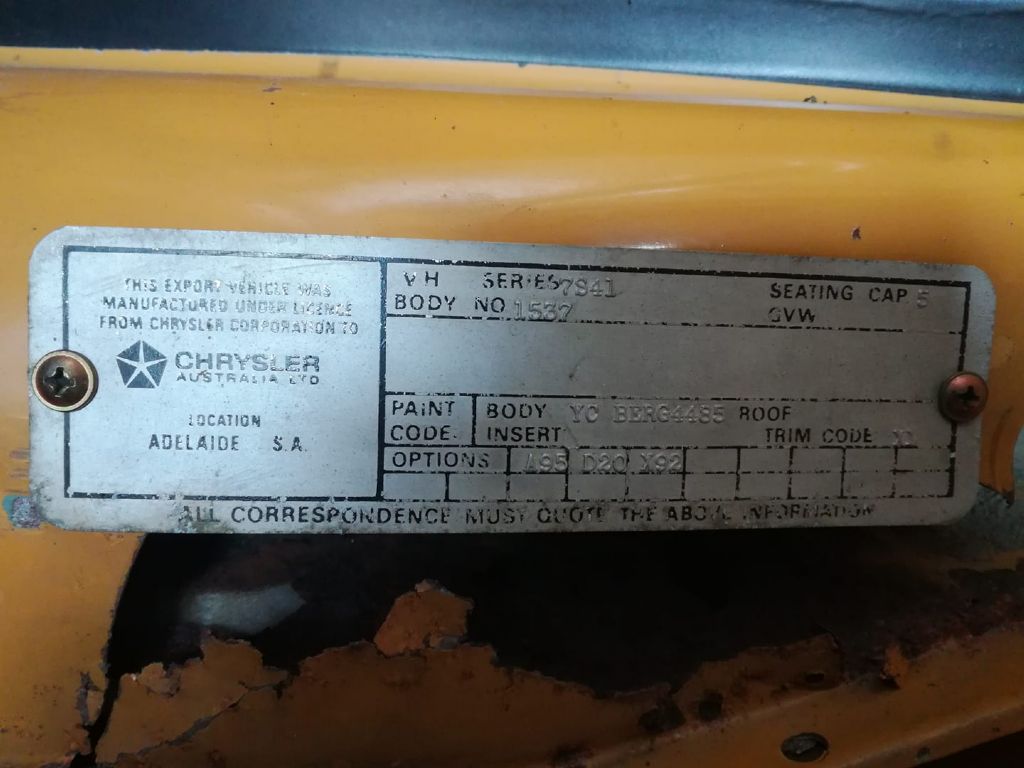 THIS EXPORT VEHICLE WAS
MANUFACTURED UNDER LICENCE
FROM CHRYSLER CORPORATION TO
CHRYSLER
AUSTRALIA LTD
LOCATION
ADELAIDE S.A.
VH SERIES 7S41 SEATING CAP 5
BODY NO. 1537 GVW
PAINT CODE. BODY YC BERG4485 ROOF
INSERT TRIM CODE
OPTIONS A95 D20 X92
ALL CORRESPONDENCE MUST QUOTE THE ABOVE INFORMATION